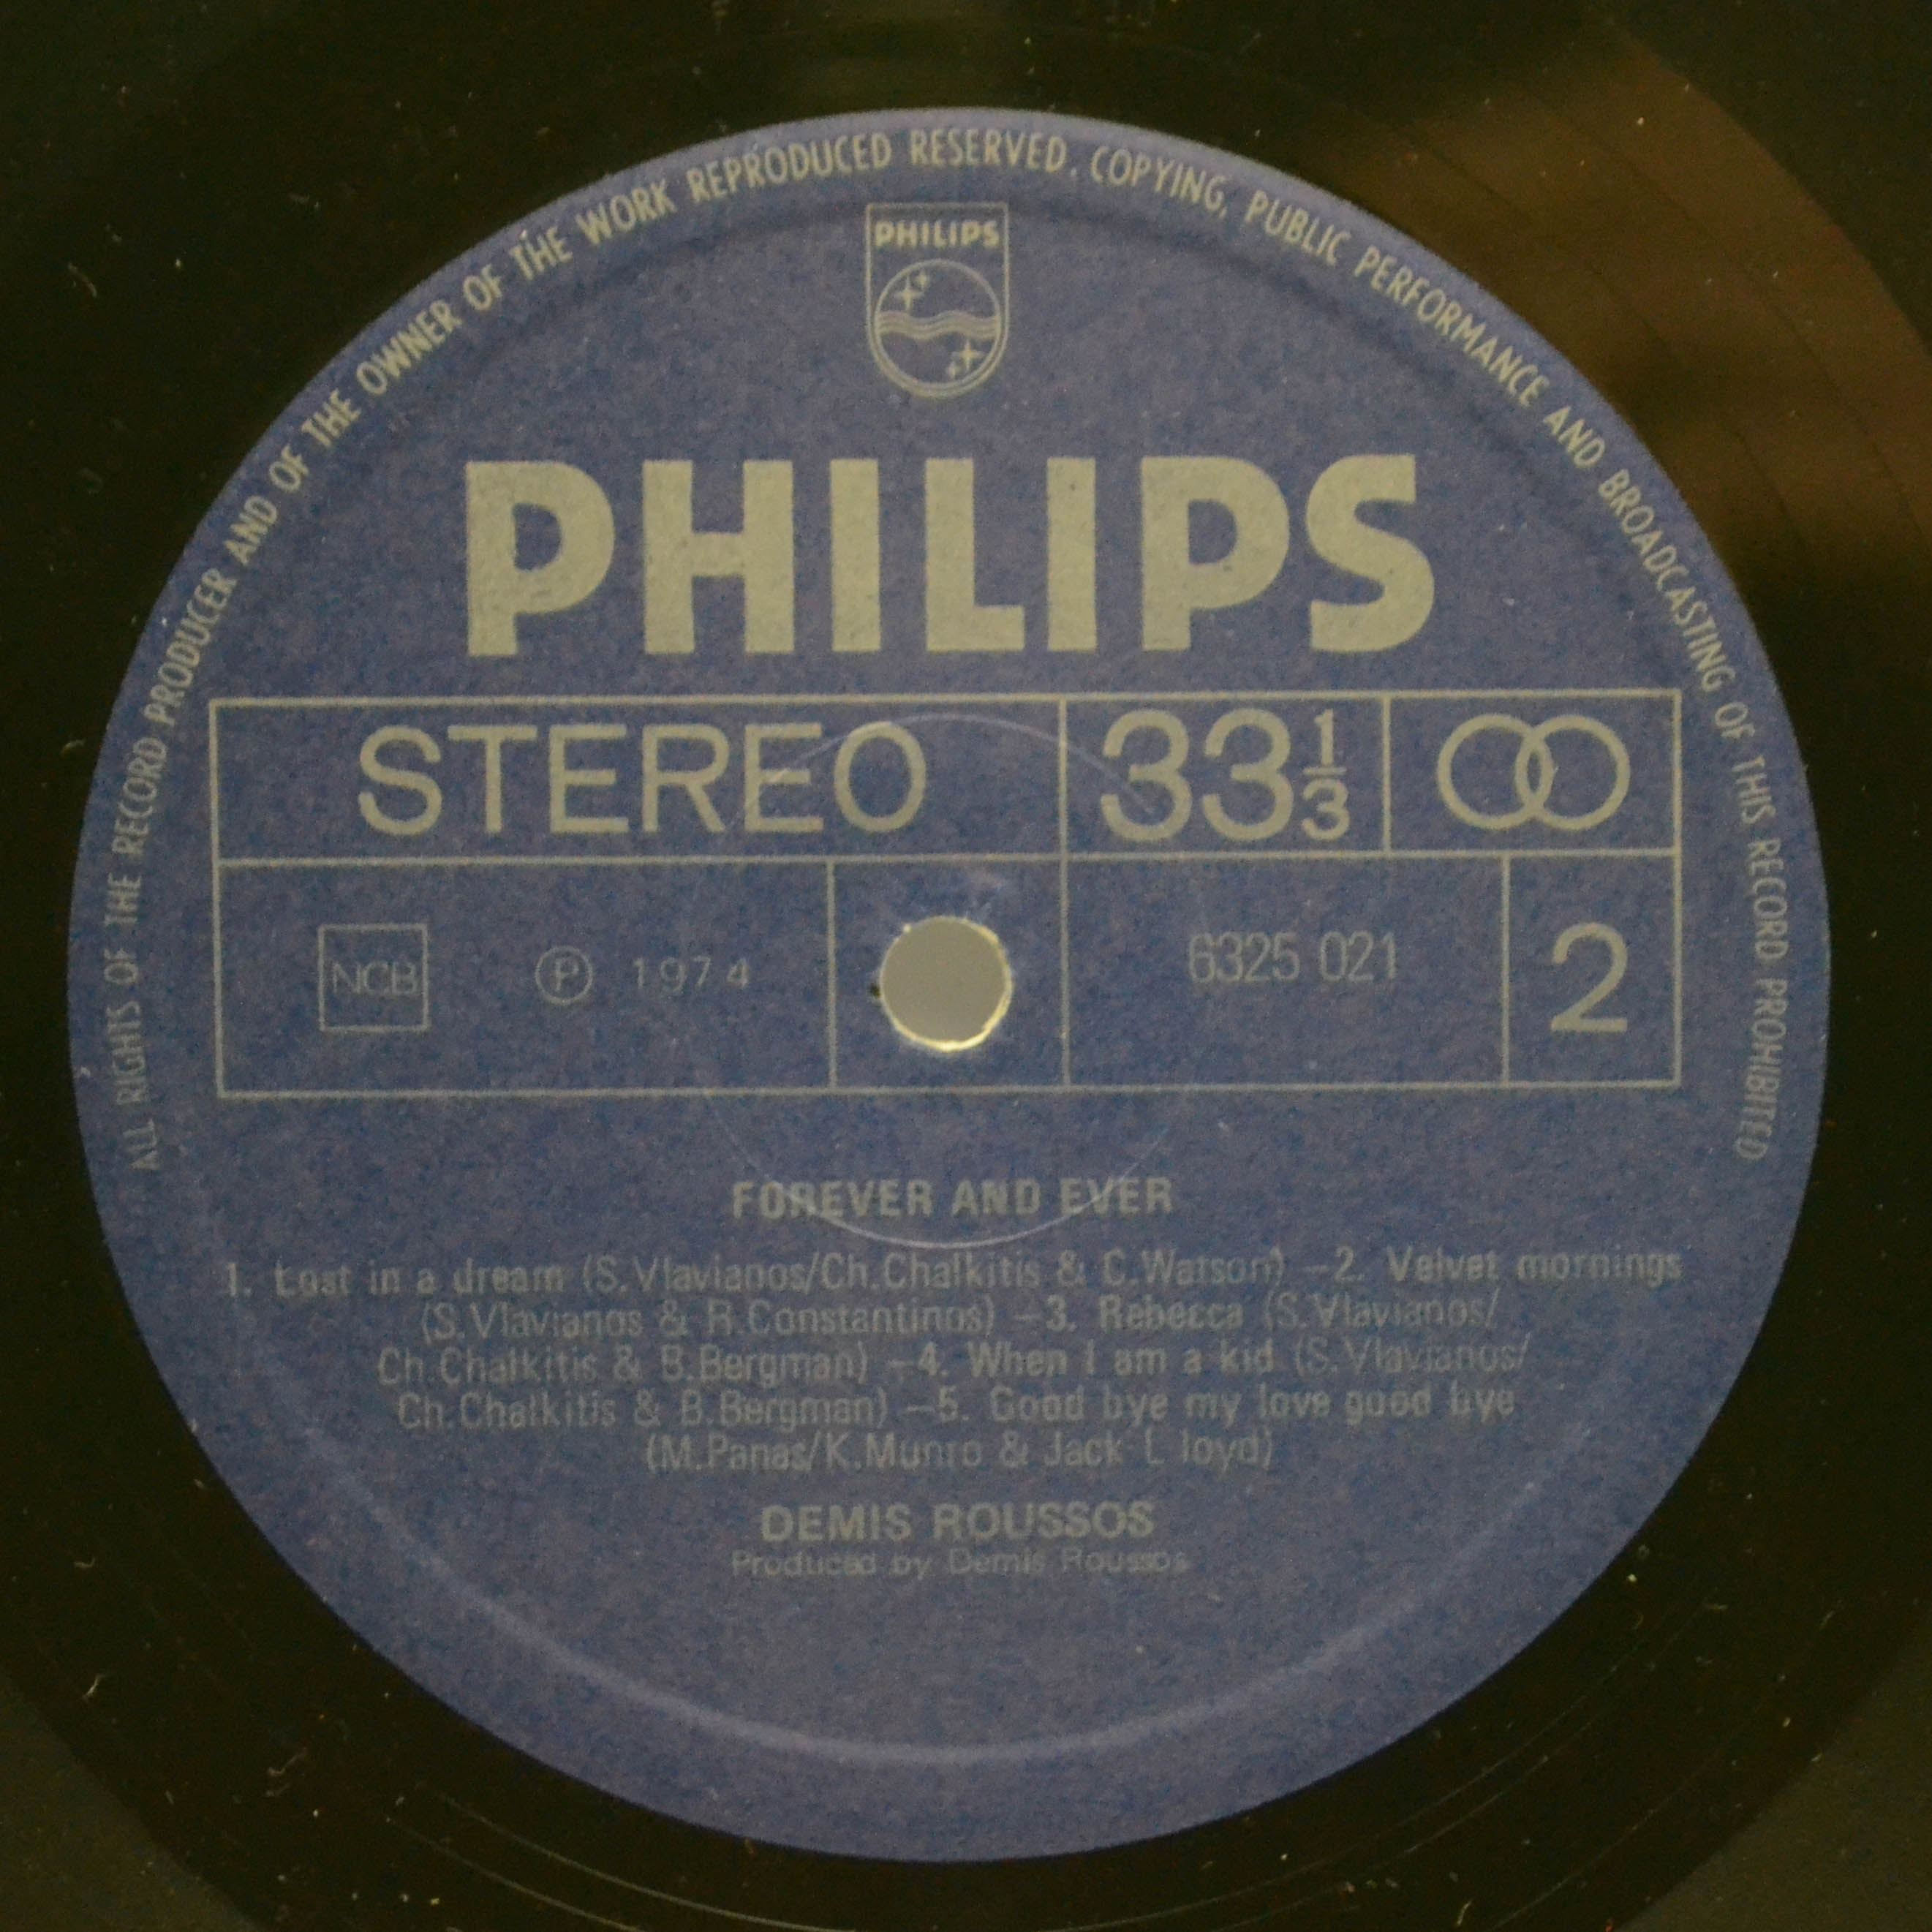 ALL RIGHTS OF THE RECORD PRODUCER AND OF THE OWNER OF THE WORK REPRODUCED RESERVED. COPYING, PUBLIC PERFORMANCE AND BROADCASTING OF THIS RECORD PROHIBITED
PHILIPS
PHILIPS
STEREO 33 1/3
NCB ℗ 1974 6325 021 2
FOREVER AND EVER
1. Lost in a dream (S.Vlavianos/Ch.Chalkitis & C.Watson) –2. Velvet mornings
(S.Vlavianos & R.Constantinos) –3. Rebecca (S.Vlavianos/
Ch.Chalkitis & B.Bergman) –4. When I am a kid (S.Vlavianos/
Ch.Chalkitis & B.Bergman) –5. Good bye my love good bye
(M.Panas/K.Munro & Jack L loyd)
DEMIS ROUSSOS
Produced by Demis Roussos